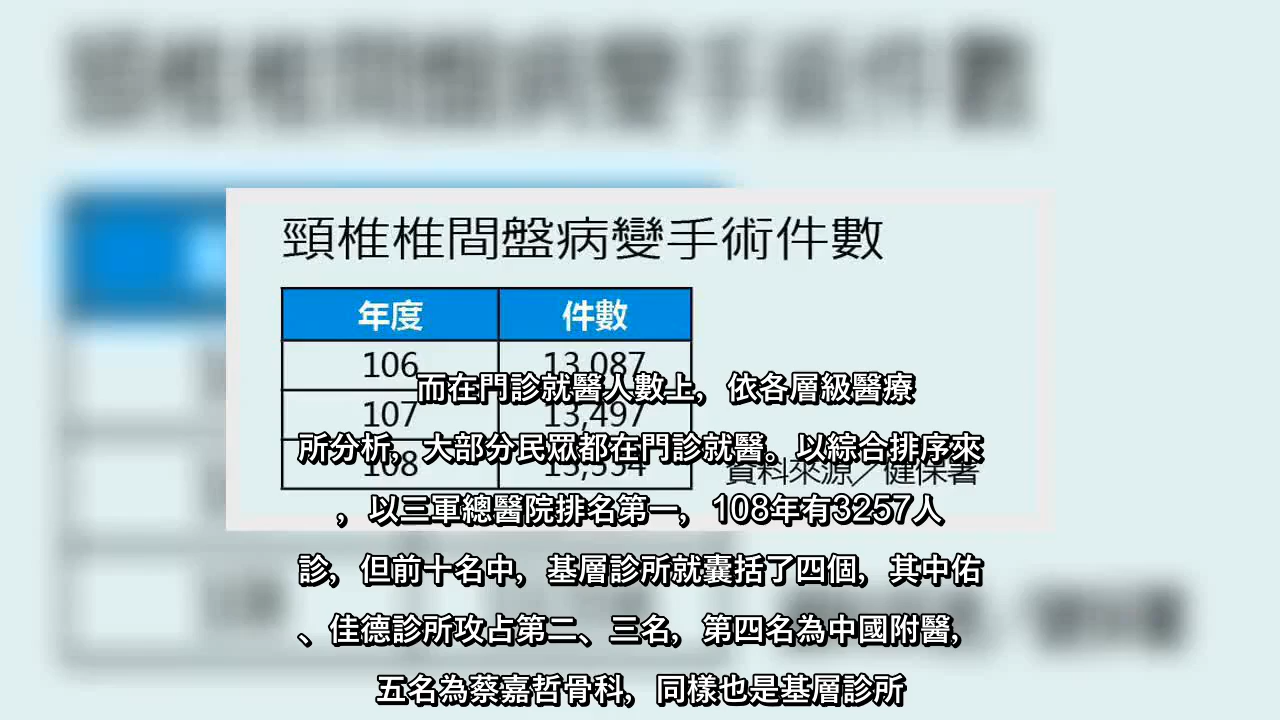 頸椎椎間盤病變手術件數
年度 件數
106 13,087
107 13,497
108
資料來源／健保署
而在門診就醫人數上，依各層級醫療
所分析，大部分民眾都在門診就醫。以綜合排序來
，以三軍總醫院排名第一，108年有3257人
診，但前十名中，基層診所就囊括了四個，其中佑
、佳德診所攻占第二、三名，第四名為中國附醫，
五名為蔡嘉哲骨科，同樣也是基層診所